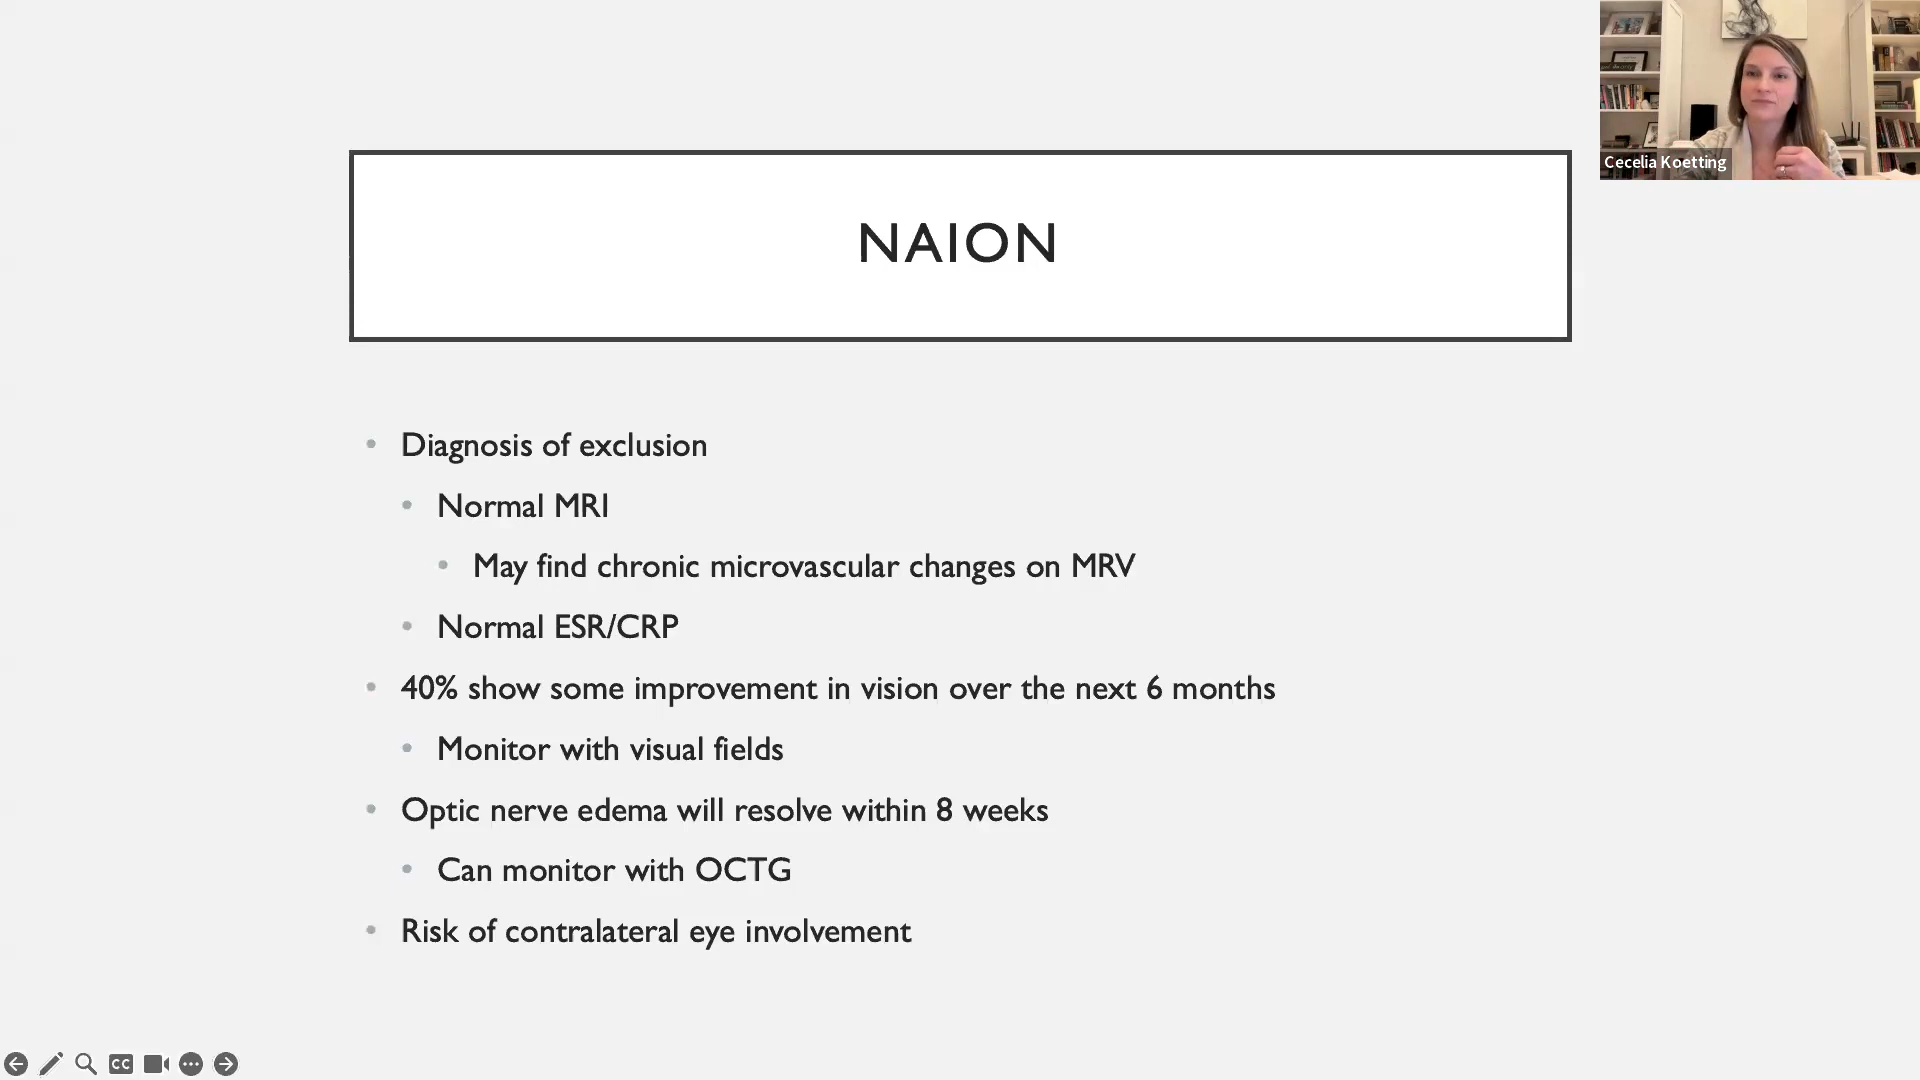 NAION
Cecelia Koetting
Diagnosis of exclusion
Normal MRI
May find chronic microvascular changes on MRV
Normal ESR/CRP
40% show some improvement in vision over the next 6 months
Monitor with visual fields
Optic nerve edema will resolve within 8 weeks
Can monitor with OCTG
Risk of contralateral eye involvement
CC